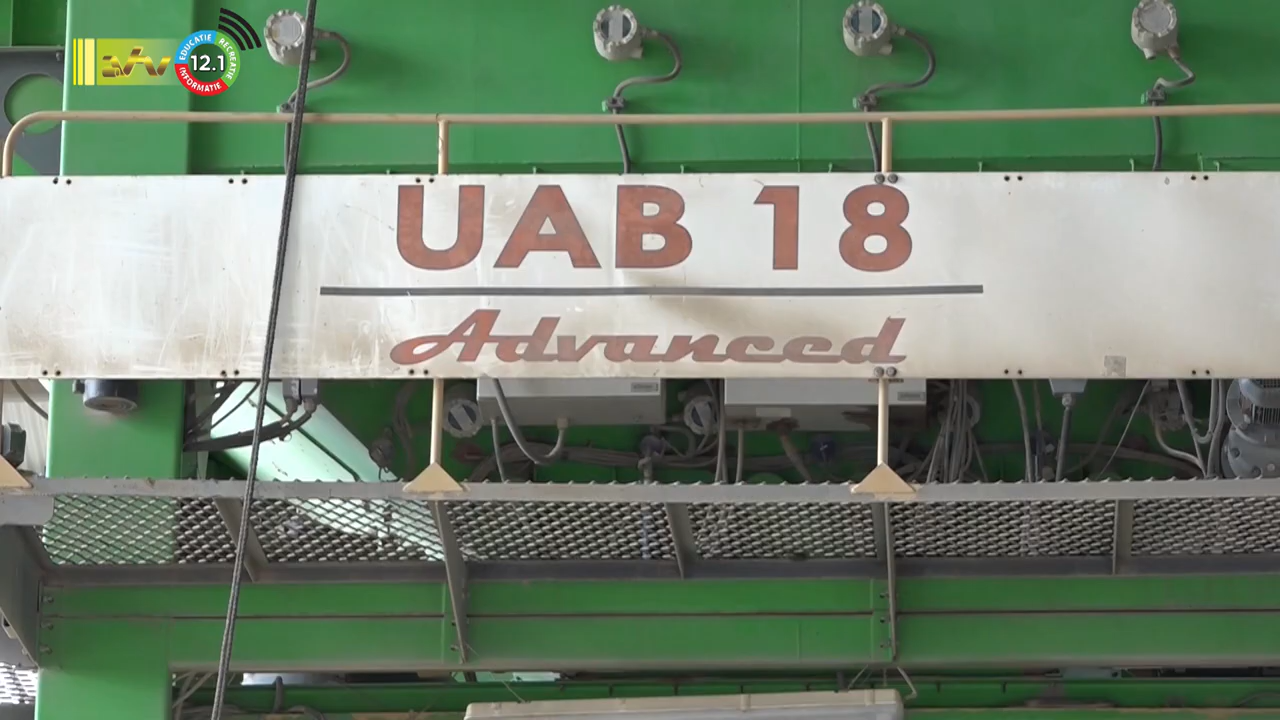 EDUCATIE
RECREATIE
INFORMATIE
12.1
UAB 18
Advanced